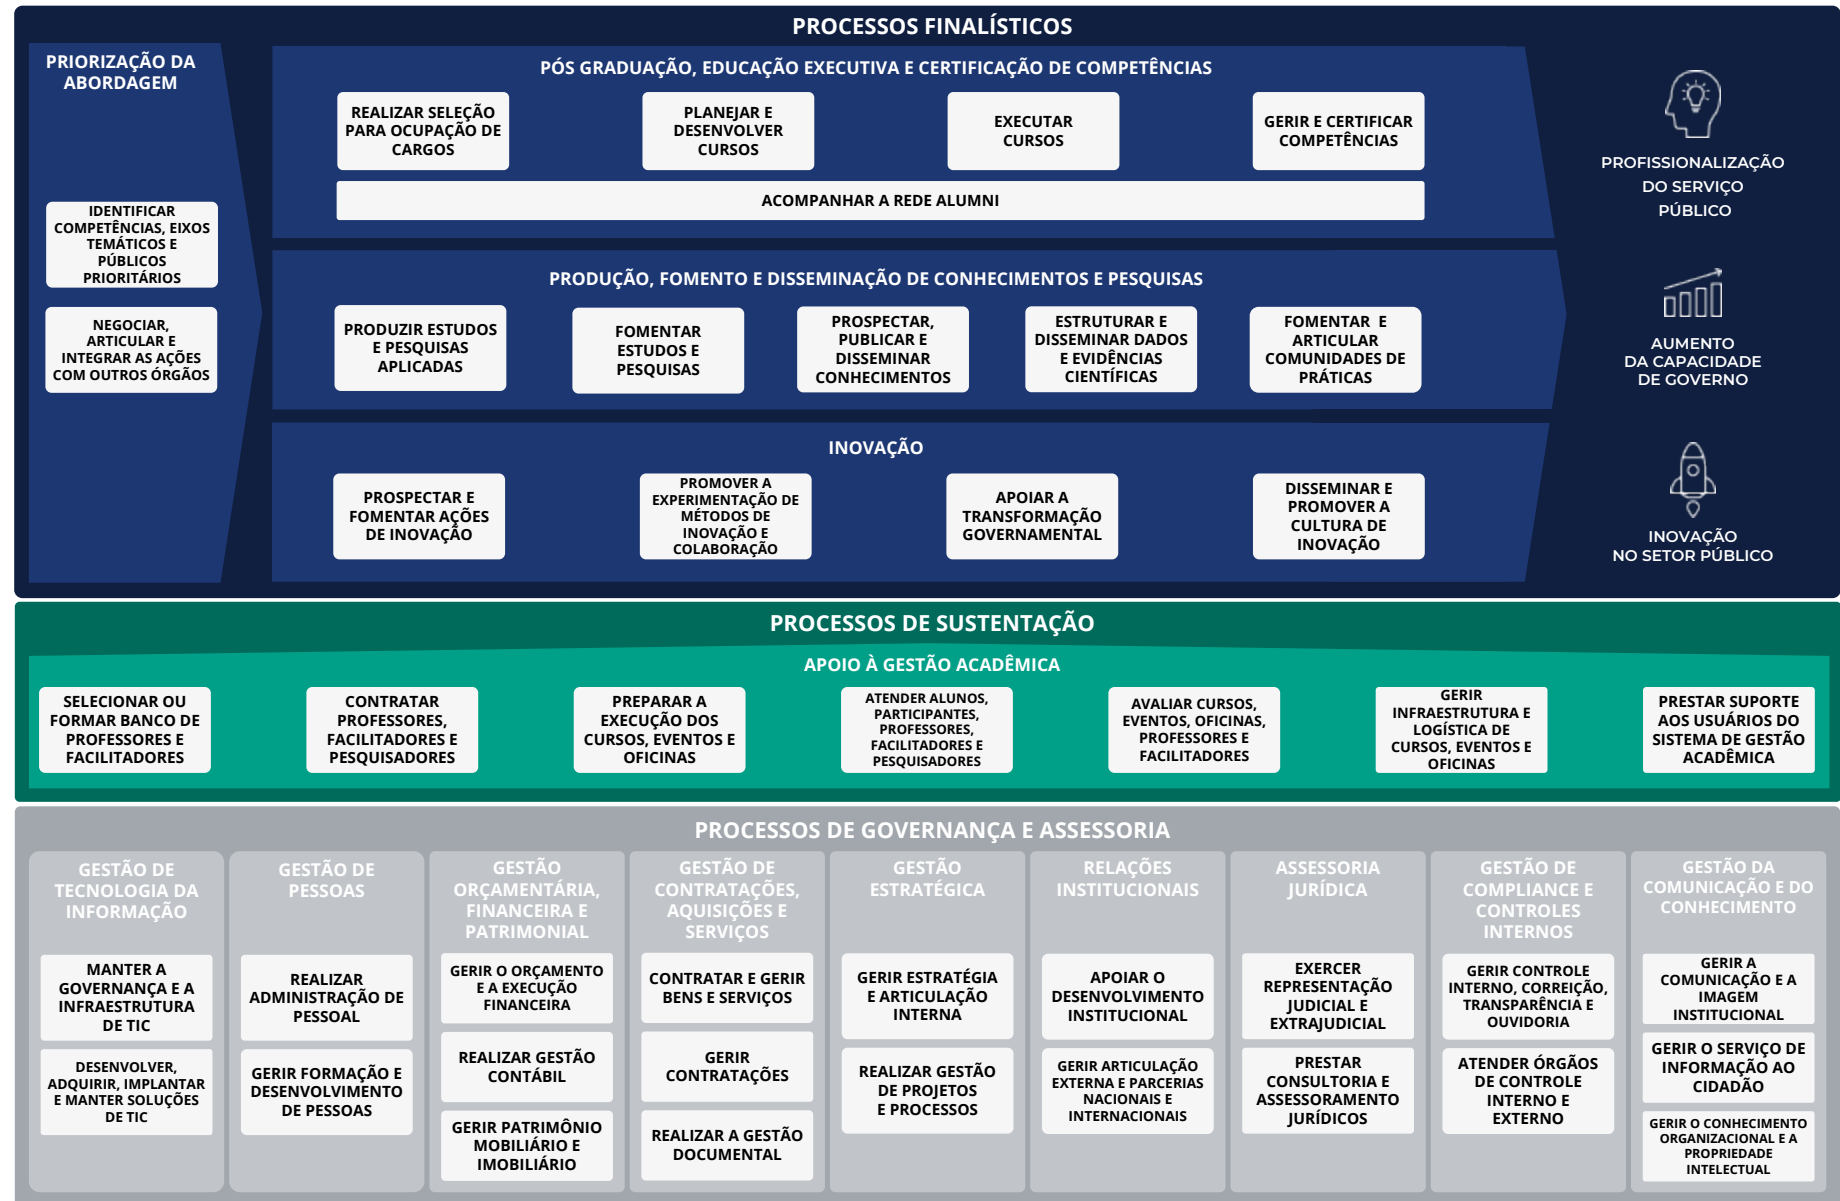 PROCESSOS FINALÍSTICOS
PRIORIZAÇÃO DA
ABORDAGEM
IDENTIFICAR
COMPETÊNCIAS, EIXOS
TEMÁTICOS E
PÚBLICOS
PRIORITÁRIOS
NEGOCIAR,
ARTICULAR E
INTEGRAR AS AÇÕES
COM OUTROS ÓRGÃOS
PÓS GRADUAÇÃO, EDUCAÇÃO EXECUTIVA E CERTIFICAÇÃO DE COMPETÊNCIAS
REALIZAR SELEÇÃO
PARA OCUPAÇÃO DE
CARGOS
PLANEJAR E
DESENVOLVER
CURSOS
EXECUTAR
CURSOS
GERIR E CERTIFICAR
COMPETÊNCIAS
ACOMPANHAR A REDE ALUMNI
PRODUÇÃO, FOMENTO E DISSEMINAÇÃO DE CONHECIMENTOS E PESQUISAS
PRODUZIR ESTUDOS
E PESQUISAS
APLICADAS
FOMENTAR
ESTUDOS E
PESQUISAS
PROSPECTAR,
PUBLICAR E
DISSEMINAR
CONHECIMENTOS
ESTRUTURAR E
DISSEMINAR DADOS
E EVIDÊNCIAS
CIENTÍFICAS
FOMENTAR E
ARTICULAR
COMUNIDADES DE
PRÁTICAS
INOVAÇÃO
PROSPECTAR E
FOMENTAR AÇÕES
DE INOVAÇÃO
PROMOVER A
EXPERIMENTAÇÃO DE
MÉTODOS DE
INOVAÇÃO E
COLABORAÇÃO
APOIAR A
TRANSFORMAÇÃO
GOVERNAMENTAL
DISSEMINAR E
PROMOVER A
CULTURA DE
INOVAÇÃO
PROFISSIONALIZAÇÃO
DO SERVIÇO
PÚBLICO
AUMENTO
DA CAPACIDADE
DE GOVERNO
INOVAÇÃO
NO SETOR PÚBLICO
PROCESSOS DE SUSTENTAÇÃO
APOIO À GESTÃO ACADÊMICA
SELECIONAR OU
FORMAR BANCO DE
PROFESSORES E
FACILITADORES
CONTRATAR
PROFESSORES,
FACILITADORES E
PESQUISADORES
PREPARAR A
EXECUÇÃO DOS
CURSOS, EVENTOS E
OFICINAS
ATENDER ALUNOS,
PARTICIPANTES,
PROFESSORES,
FACILITADORES E
PESQUISADORES
AVALIAR CURSOS,
EVENTOS, OFICINAS,
PROFESSORES E
FACILITADORES
GERIR
INFRAESTRUTURA E
LOGÍSTICA DE
CURSOS, EVENTOS E
OFICINAS
PRESTAR SUPORTE
AOS USUÁRIOS DO
SISTEMA DE GESTÃO
ACADÊMICA
PROCESSOS DE GOVERNANÇA E ASSESSORIA
GESTÃO DE
TECNOLOGIA DA
INFORMAÇÃO
MANTER A
GOVERNANÇA E A
INFRAESTRUTURA
DE TIC
DESENVOLVER,
ADQUIRIR, IMPLANTAR
E MANTER SOLUÇÕES
DE TIC
GESTÃO DE
PESSOAS
REALIZAR
ADMINISTRAÇÃO DE
PESSOAL
GERIR FORMAÇÃO E
DESENVOLVIMENTO
DE PESSOAS
GESTÃO
ORÇAMENTÁRIA,
FINANCEIRA E
PATRIMONIAL
GERIR O ORÇAMENTO
E A EXECUÇÃO
FINANCEIRA
REALIZAR GESTÃO
CONTÁBIL
GERIR PATRIMÔNIO
MOBILIÁRIO E
IMOBILIÁRIO
GESTÃO DE
CONTRATAÇÕES,
AQUISIÇÕES E
SERVIÇOS
CONTRATAR E GERIR
BENS E SERVIÇOS
GERIR
CONTRATAÇÕES
REALIZAR A GESTÃO
DOCUMENTAL
GESTÃO
ESTRATÉGICA
GERIR ESTRATÉGIA
E ARTICULAÇÃO
INTERNA
REALIZAR GESTÃO
DE PROJETOS
E PROCESSOS
RELAÇÕES
INSTITUCIONAIS
APOIAR O
DESENVOLVIMENTO
INSTITUCIONAL
GERIR ARTICULAÇÃO
EXTERNA E PARCERIAS
NACIONAIS E
INTERNACIONAIS
ASSESSORIA
JURÍDICA
EXERCER
REPRESENTAÇÃO
JUDICIAL E
EXTRAJUDICIAL
PRESTAR
CONSULTORIA E
ASSESSORAMENTO
JURÍDICOS
GESTÃO DE
COMPLIANCE E
CONTROLES
INTERNOS
GERIR CONTROLE
INTERNO, CORREIÇÃO,
TRANSPARÊNCIA E
OUVIDORIA
ATENDER ÓRGÃOS
DE CONTROLE
INTERNO E
EXTERNO
GESTÃO DA
COMUNICAÇÃO E DO
CONHECIMENTO
GERIR A
COMUNICAÇÃO E A
IMAGEM
INSTITUCIONAL
GERIR O SERVIÇO DE
INFORMAÇÃO AO
CIDADÃO
GERIR O CONHECIMENTO
ORGANIZACIONAL E A
PROPRIEDADE
INTELECTUAL